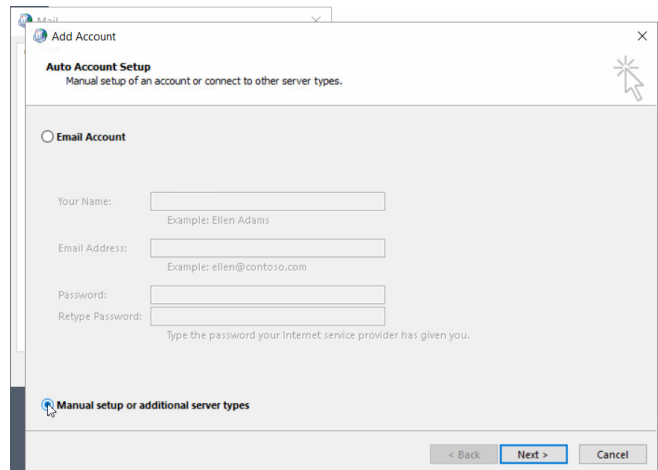 Mail
Add Account
Auto Account Setup
Manual setup of an account or connect to other server types.
Email Account
Your Name:
Example: Ellen Adams
Email Address:
Example: ellen@contoso.com
Password:
Retype Password:
Type the password your Internet service provider has given you.
Manual setup or additional server types
< Back Next > Cancel